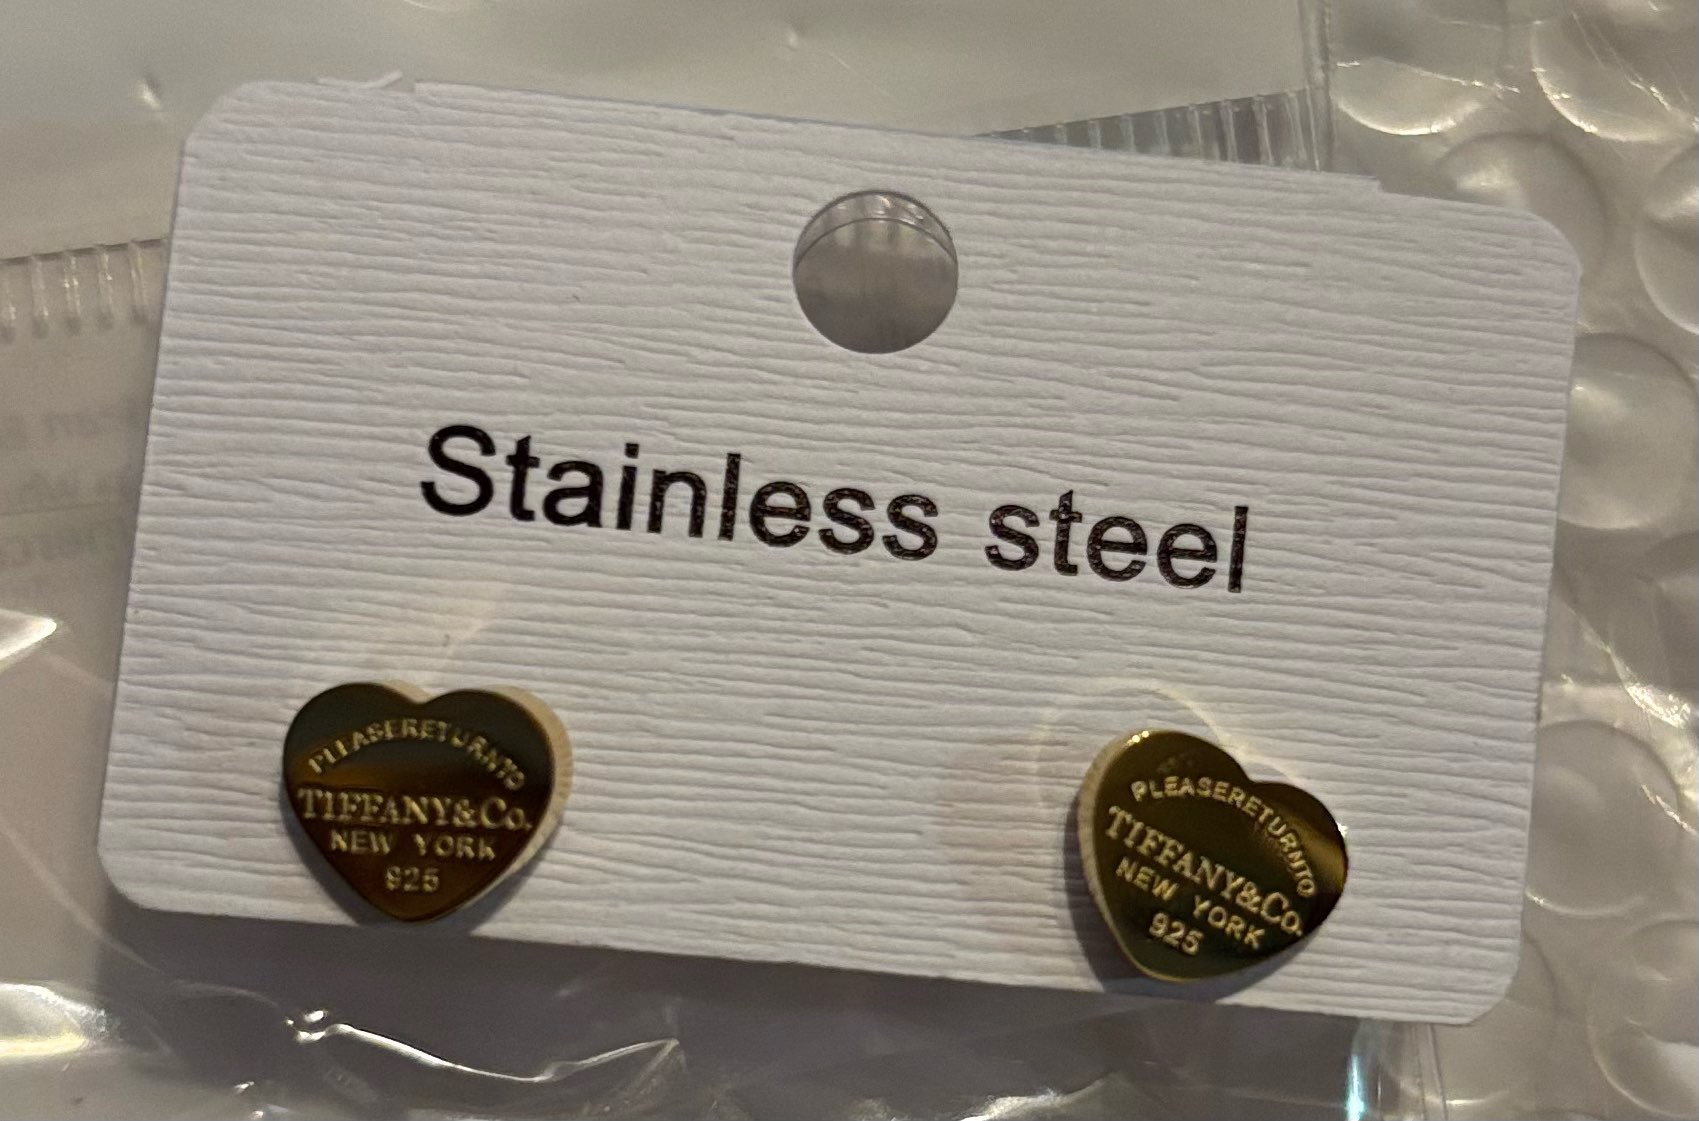 Stainless steel
PLEASERETURNTO
TIFFANY&Co.
NEW YORK
925
PLEASERETURNTO
TIFFANY&Co.
NEW YORK
925